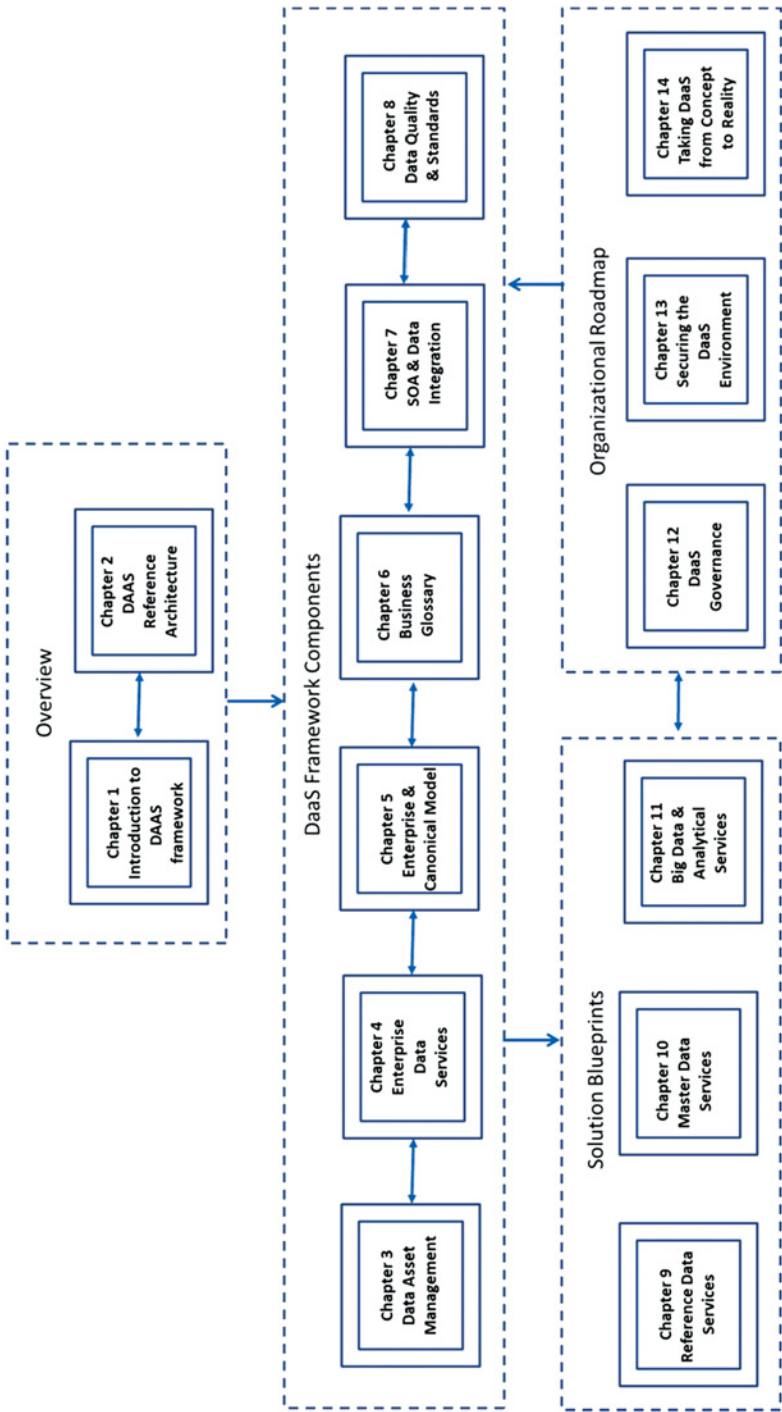 Overview
Chapter 1
Introduction to
DAAS
framework
Chapter 2
DAAS
Reference
Architecture
DaaS Framework Components
Chapter 3
Data Asset
Management
Chapter 4
Enterprise
Data
Services
Chapter 5
Enterprise &
Canonical Model
Chapter 6
Business
Glossary
Chapter 7
SOA & Data
Integration
Chapter 8
Data Quality
& Standards
Solution Blueprints
Chapter 9
Reference Data
Services
Chapter 10
Master Data
Services
Chapter 11
Big Data &
Analytical
Services
Organizational Roadmap
Chapter 12
DaaS
Governance
Chapter 13
Securing the
DaaS
Environment
Chapter 14
Taking DaaS
from Concept
to Reality